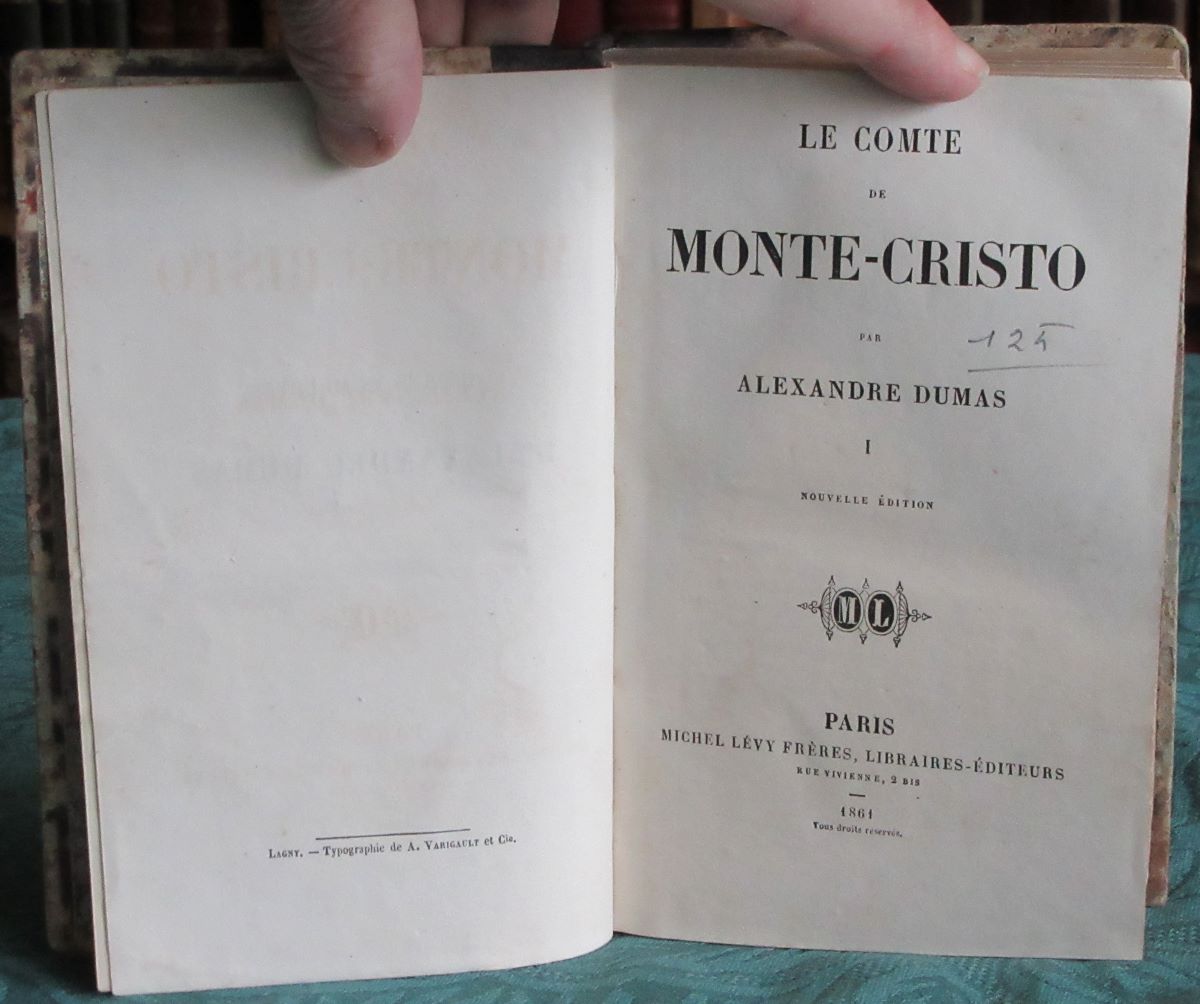 Lagny. — Typographie de A. Varigault et Cie.
LE COMTE
DE
MONTE-CRISTO
PAR
125
ALEXANDRE DUMAS
I
NOUVELLE ÉDITION
ML
PARIS
MICHEL LÉVY FRÈRES, LIBRAIRES-ÉDITEURS
RUE VIVIENNE, 2 BIS
—
1861
Tous droits réservés.